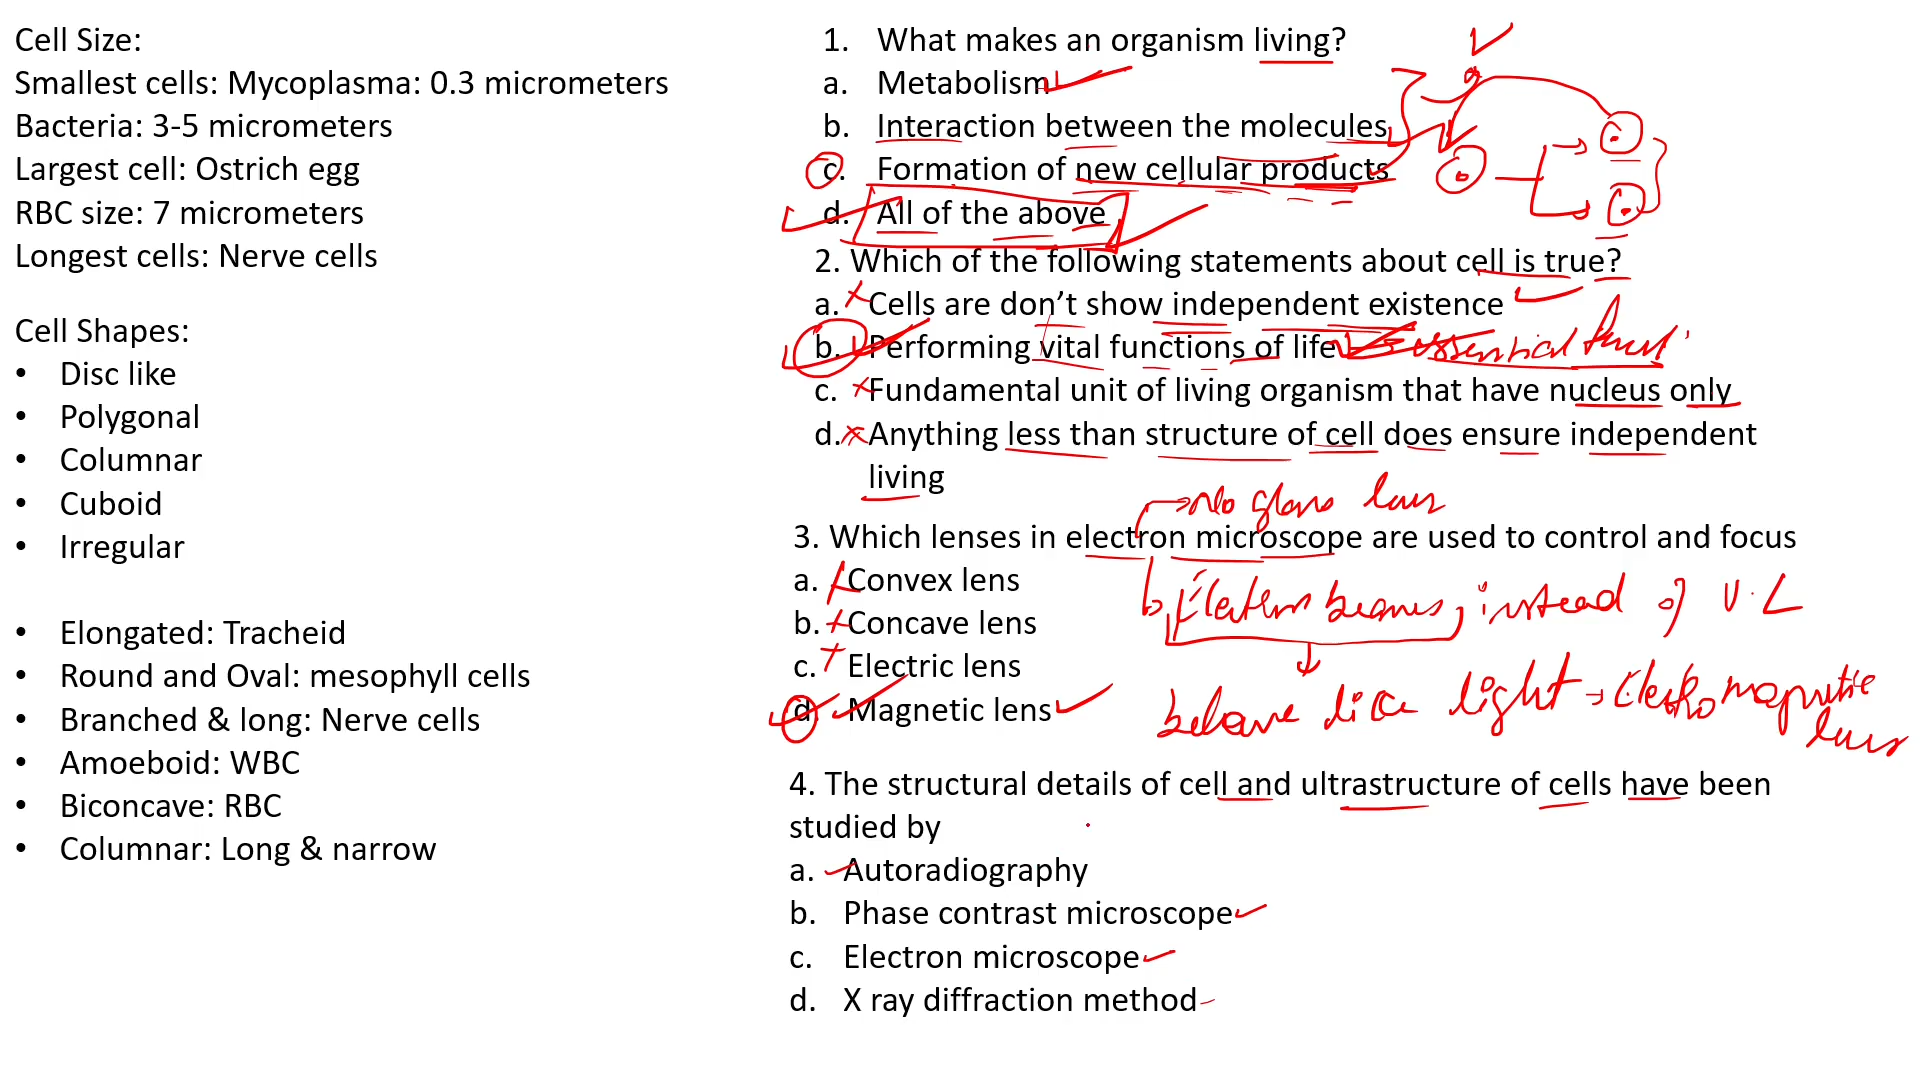 Cell Size:
Smallest cells: Mycoplasma: 0.3 micrometers
Bacteria: 3-5 micrometers
Largest cell: Ostrich egg
RBC size: 7 micrometers
Longest cells: Nerve cells
Cell Shapes:
• Disc like
• Polygonal
• Columnar
• Cuboid
• Irregular
• Elongated: Tracheid
• Round and Oval: mesophyll cells
• Branched & long: Nerve cells
• Amoeboid: WBC
• Biconcave: RBC
• Columnar: Long & narrow
1. What makes an organism living?
a. Metabolism
b. Interaction between the molecules
c. Formation of new cellular products
d. All of the above
2. Which of the following statements about cell is true?
a. Cells are don't show independent existence
b. Performing vital functions of life essential
c. Fundamental unit of living organism that have nucleus only
d. Anything less than structure of cell does ensure independent
living
No glass lens
3. Which lenses in electron microscope are used to control and focus
a. Convex lens
b. Concave lens
c. Electric lens
d. Magnetic lens
Electron beams, instead of V.L
behave like light → Electromagnetic
lens
4. The structural details of cell and ultrastructure of cells have been
studied by
a. Autoradiography
b. Phase contrast microscope
c. Electron microscope
d. X ray diffraction method